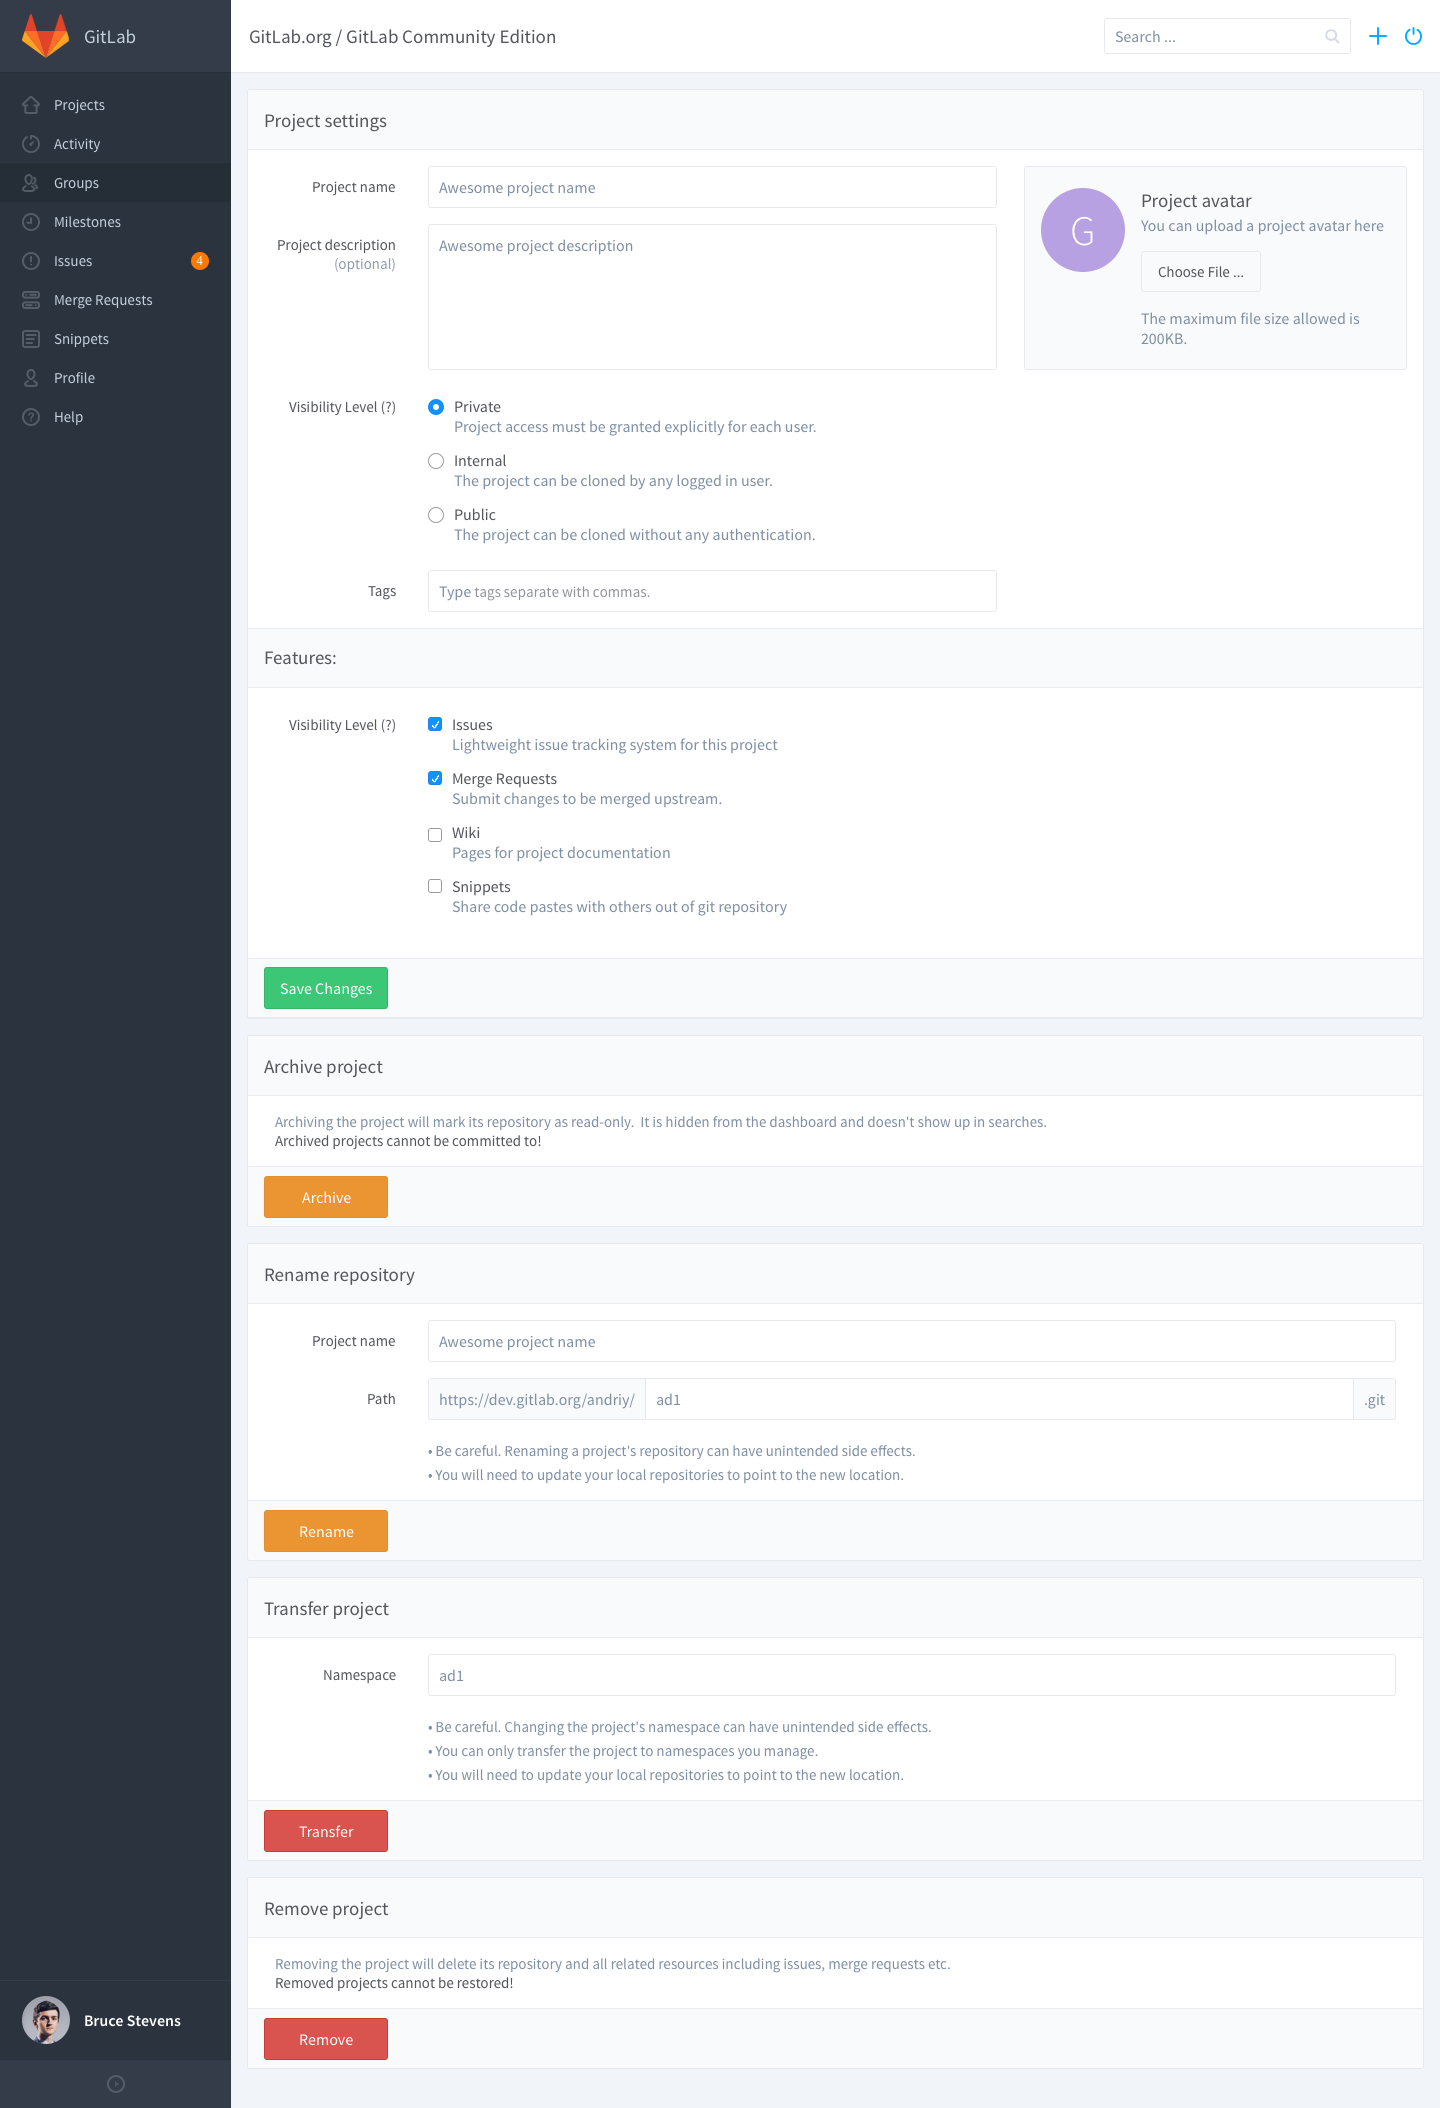 GitLab
GitLab.org / GitLab Community Edition
Search ...
Projects
Activity
Groups
Milestones
Issues
4
Merge Requests
Snippets
Profile
Help
Project settings
Project name
Awesome project name
Project description
(optional)
Awesome project description
G
Project avatar
You can upload a project avatar here
Choose File ...
The maximum file size allowed is
200KB.
Visibility Level (?)
Private
Project access must be granted explicitly for each user.
Internal
The project can be cloned by any logged in user.
Public
The project can be cloned without any authentication.
Tags
Type tags separate with commas.
Features:
Visibility Level (?)
Issues
Lightweight issue tracking system for this project
Merge Requests
Submit changes to be merged upstream.
Wiki
Pages for project documentation
Snippets
Share code pastes with others out of git repository
Save Changes
Archive project
Archiving the project will mark its repository as read-only. It is hidden from the dashboard and doesn't show up in searches.
Archived projects cannot be committed to!
Archive
Rename repository
Project name
Awesome project name
Path
https://dev.gitlab.org/andriy/
ad1
.git
• Be careful. Renaming a project's repository can have unintended side effects.
• You will need to update your local repositories to point to the new location.
Rename
Transfer project
Namespace
ad1
• Be careful. Changing the project's namespace can have unintended side effects.
• You can only transfer the project to namespaces you manage.
• You will need to update your local repositories to point to the new location.
Transfer
Remove project
Removing the project will delete its repository and all related resources including issues, merge requests etc.
Removed projects cannot be restored!
Remove
Bruce Stevens